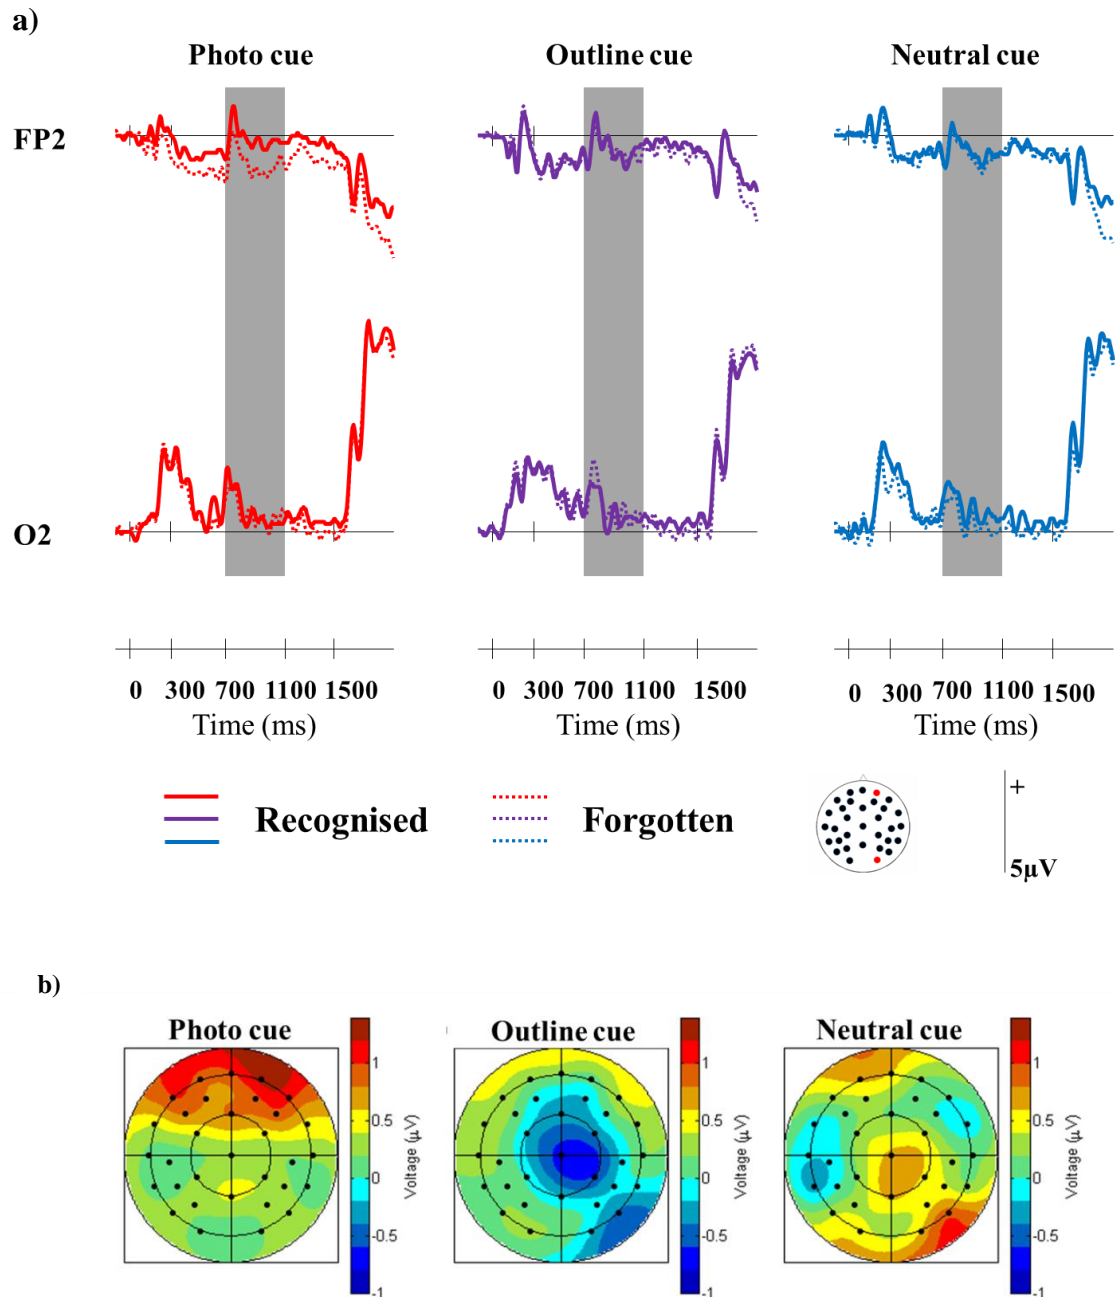 a)
Photo cue Outline cue Neutral cue
FP2
O2
0 300 700 1100 1500 0 300 700 1100 1500 0 300 700 1100 1500
Time (ms) Time (ms) Time (ms)
Recognised Forgotten
+
5μV
b)
Photo cue Outline cue Neutral cue
1 1 1
0.5 0.5 0.5
0 0 0
-0.5 -0.5 -0.5
-1 -1 -1
Voltage (μV) Voltage (μV) Voltage (μV)